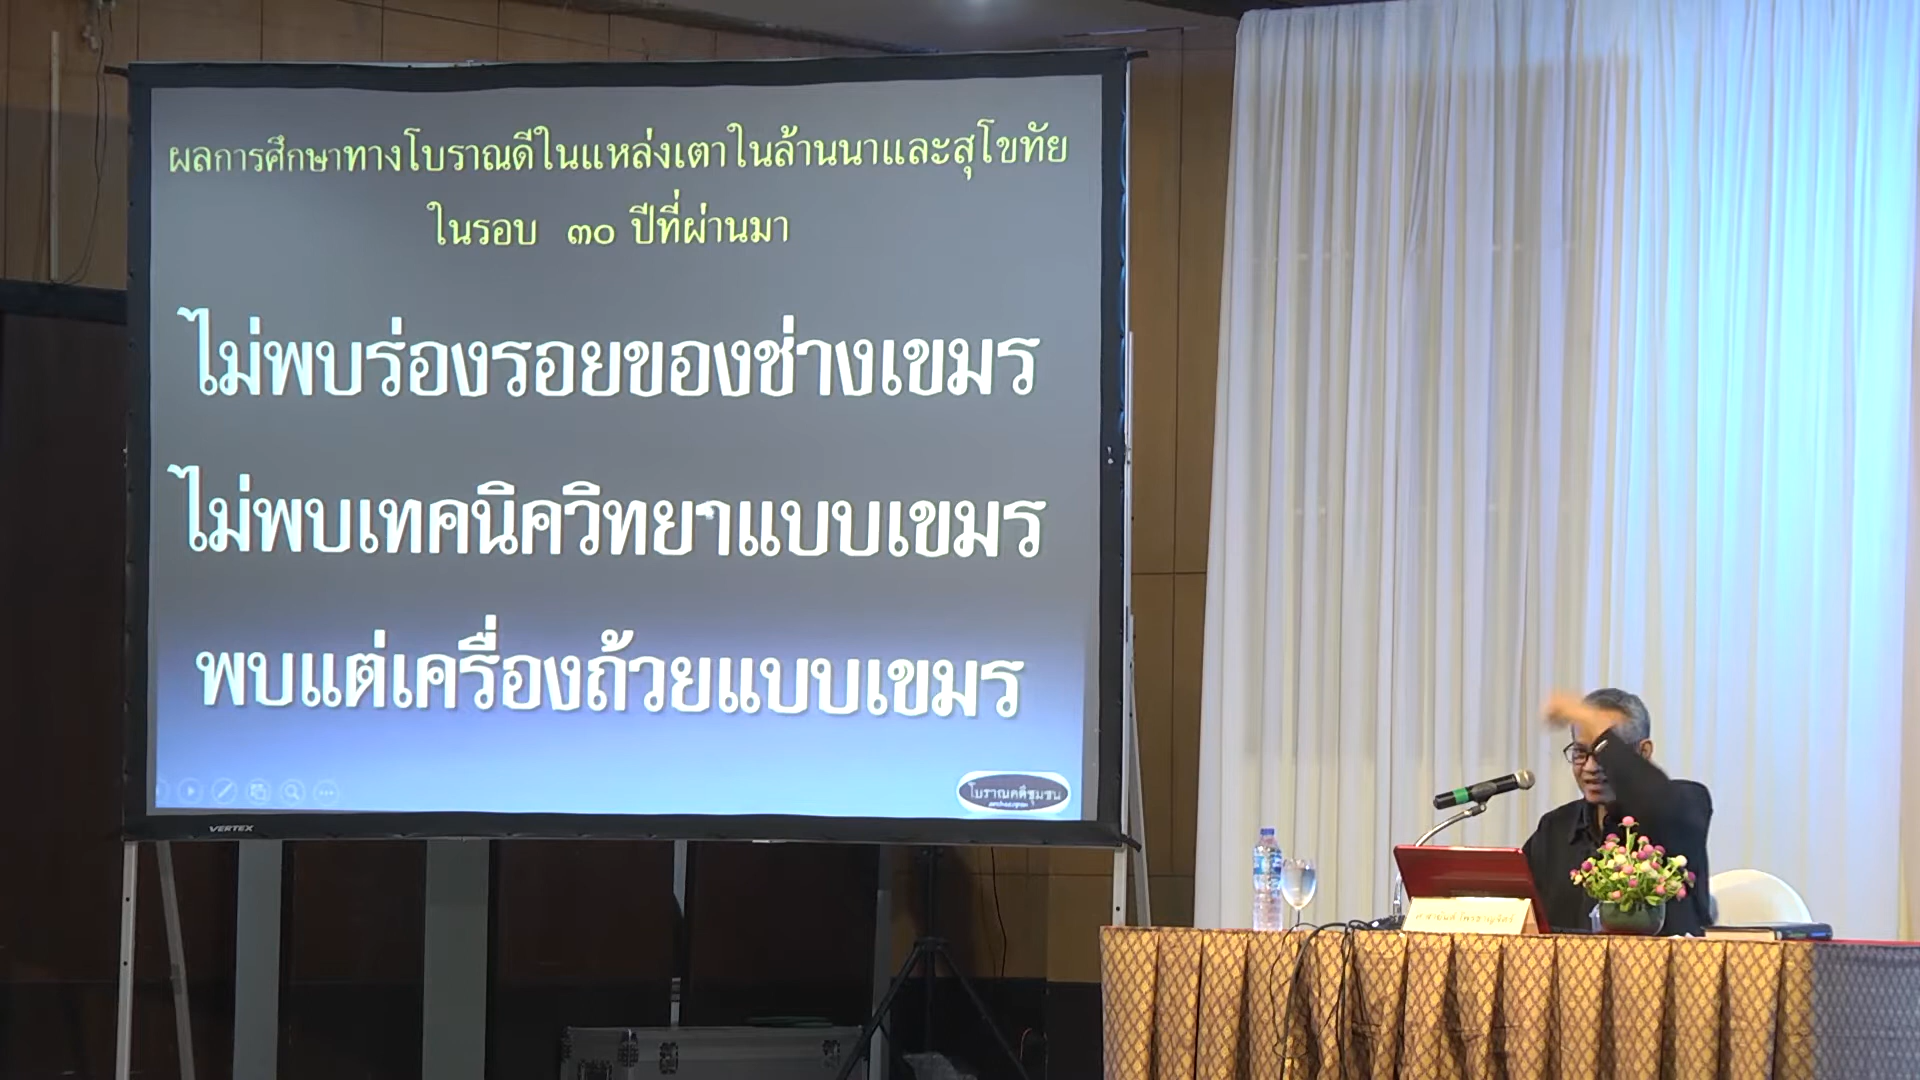 ผลการศึกษาทางโบราณดีในแหล่งเตาในล้านนาและสุโขทัย
ในรอบ ๓๐ ปีที่ผ่านมา
ไม่พบร่องรอยของช่างเขมร
ไม่พบเทคนิควิทยาแบบเขมร
พบแต่เครื่องถ้วยแบบเขมร
โบราณคดีชุมชน
VERTEX